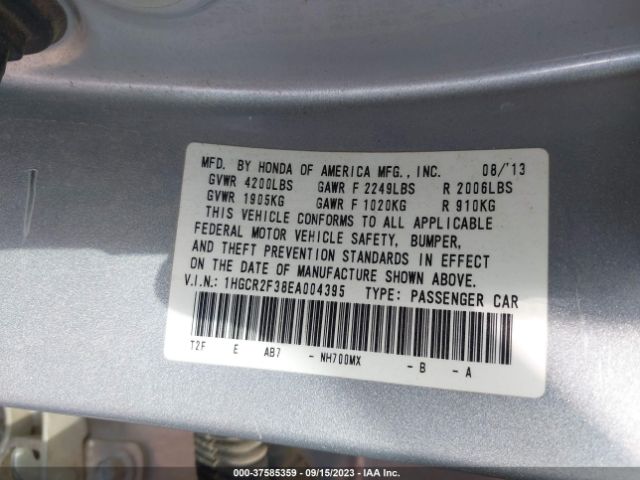 MFD. BY HONDA OF AMERICA MFG., INC. 08/'13
GVWR 4200LBS GAWR F 2249LBS R 2006LBS
GVWR 1905KG GAWR F 1020KG R 910KG
THIS VEHICLE CONFORMS TO ALL APPLICABLE
FEDERAL MOTOR VEHICLE SAFETY, BUMPER,
AND THEFT PREVENTION STANDARDS IN EFFECT
ON THE DATE OF MANUFACTURE SHOWN ABOVE.
V.I.N.: 1HGCR2F38EA004395 TYPE: PASSENGER CAR
T2F E AB7 - NH700MX - B - A
000-37585359 - 09/15/2023 - IAA Inc.